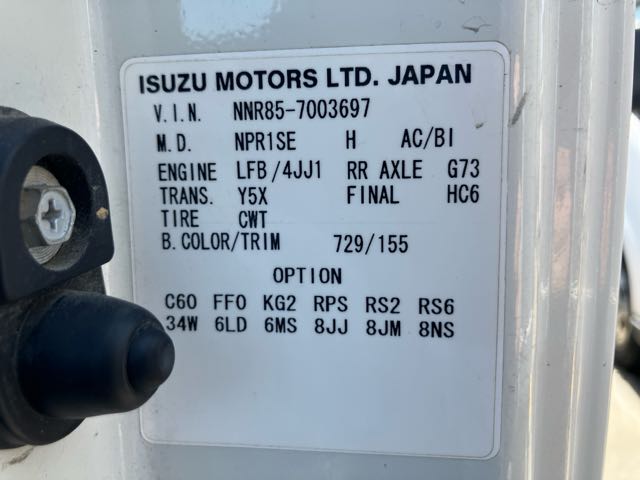 ISUZU MOTORS LTD. JAPAN
V.I.N. NNR85-7003697
M.D. NPR1SE H AC/BI
ENGINE LFB/4JJ1 RR AXLE G73
TRANS. Y5X FINAL HC6
TIRE CWT
B.COLOR/TRIM 729/155
OPTION
C60 FF0 KG2 RPS RS2 RS6
34W 6LD 6MS 8JJ 8JM 8NS